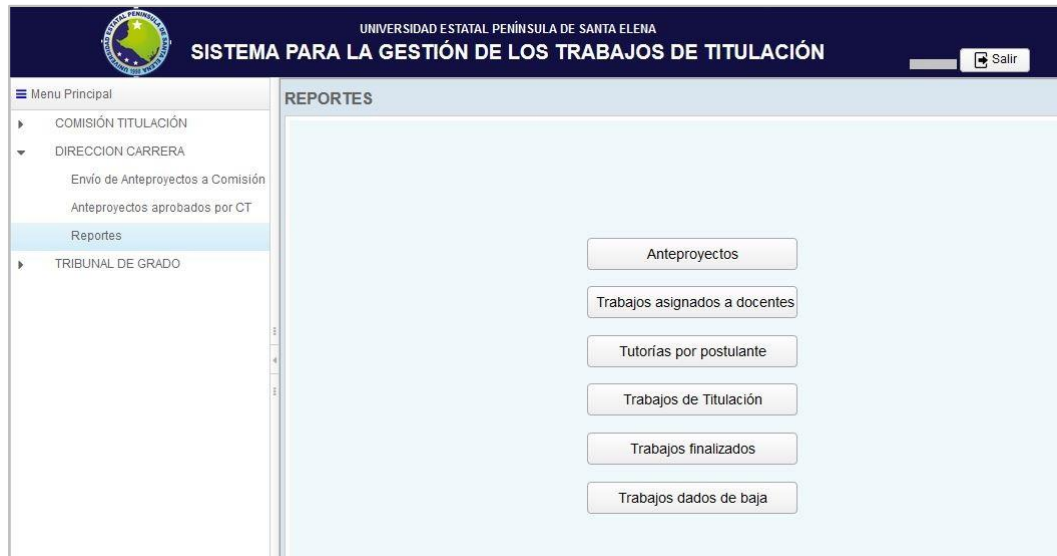 UNIVERSIDAD ESTATAL PENÍNSULA DE SANTA ELENA
SISTEMA PARA LA GESTIÓN DE LOS TRABAJOS DE TITULACIÓN
Salir
Menu Principal
COMISIÓN TITULACIÓN
DIRECCION CARRERA
Envío de Anteproyectos a Comisión
Anteproyectos aprobados por CT
Reportes
TRIBUNAL DE GRADO
REPORTES
Anteproyectos
Trabajos asignados a docentes
Tutorías por postulante
Trabajos de Titulación
Trabajos finalizados
Trabajos dados de baja